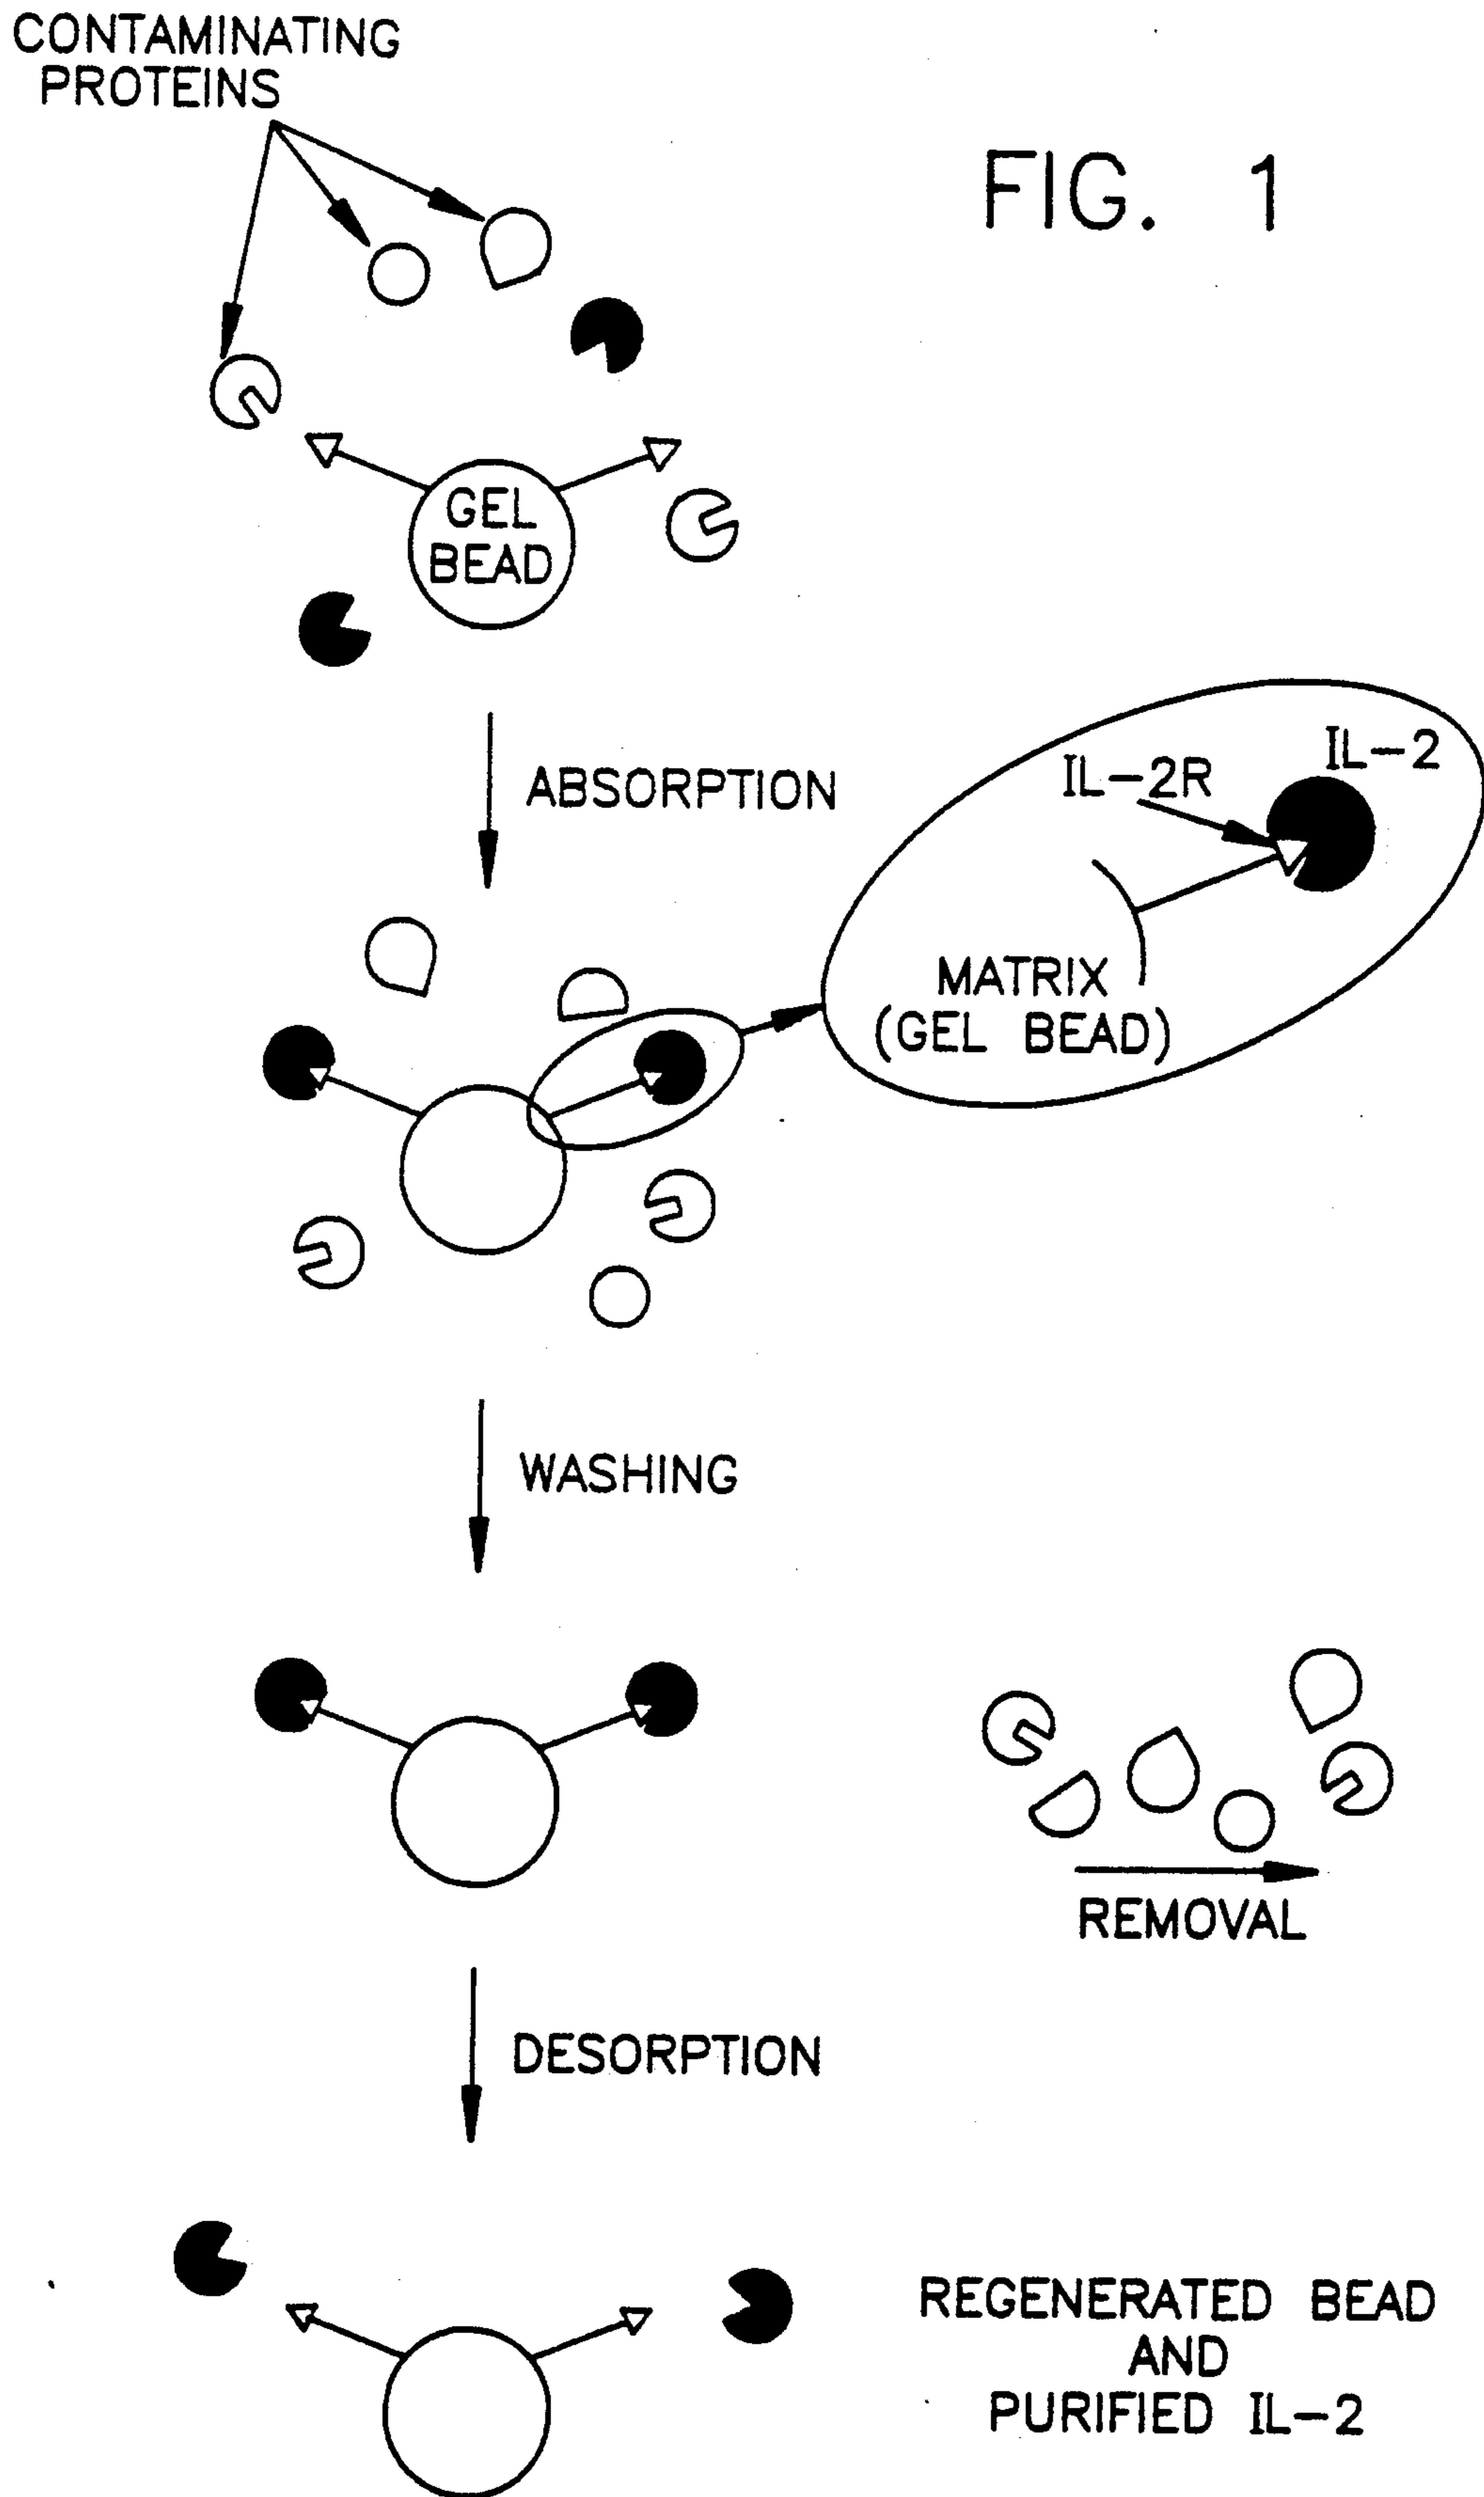 CONTAMINATING
PROTEINS
FIG. 1
GEL
BEAD
ABSORPTION
IL-2
IL-2R
MATRIX
(GEL BEAD)
WASHING
REMOVAL
DESORPTION
REGENERATED BEAD
AND
PURIFIED IL-2